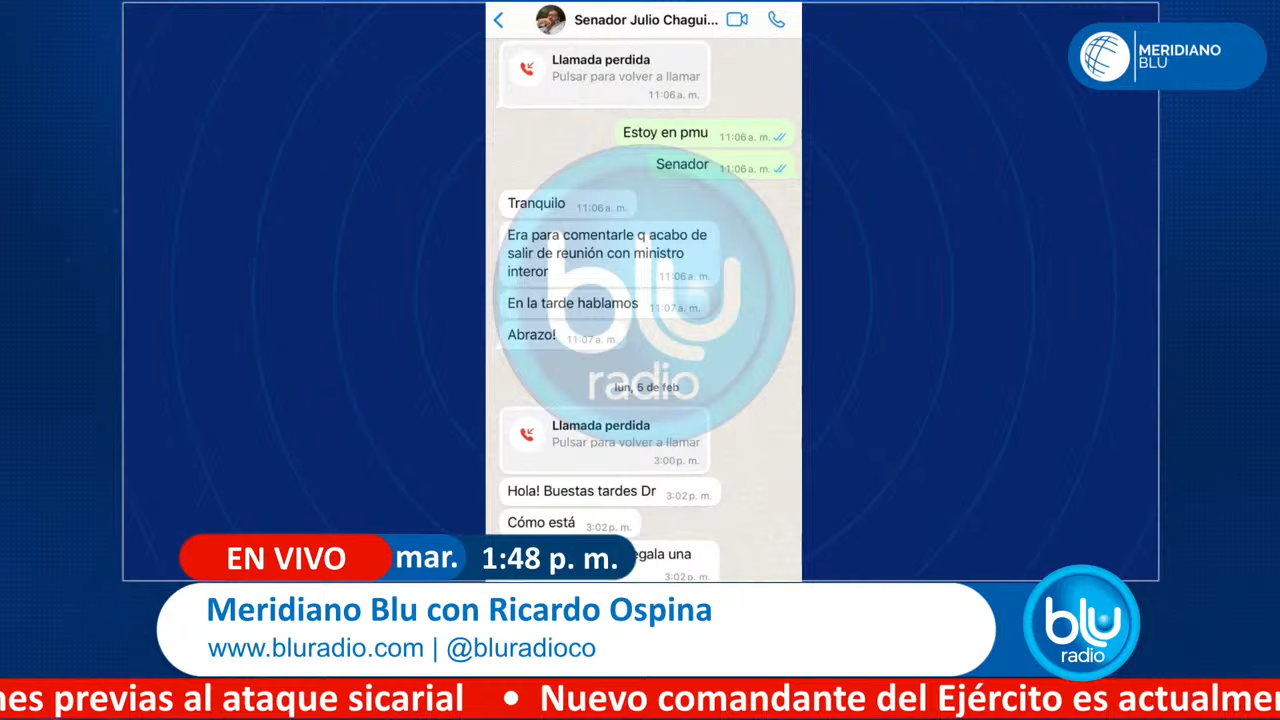 Senador Julio Chagui...
MERIDIANO
BLU
Llamada perdida
Pulsar para volver a llamar
11:06 a. m.
Estoy en pmu 11:06 a. m.
Senador 11:06 a. m.
Tranquilo 11:06 a. m.
Era para comentarle q acabo de
salir de reunión con ministro
interor 11:06 a. m.
En la tarde hablamos 11:07 a. m.
Abrazo! 11:07 a. m.
blu
radio
lun, 5 de feb
Llamada perdida
Pulsar para volver a llamar
3:00 p. m.
Hola! Buestas tardes Dr 3:02 p. m.
Cómo está 3:02 p. m.
una
3:02 p. m.
EN VIVO mar. 1:48 p. m.
Meridiano Blu con Ricardo Ospina
www.bluradio.com | @bluradioco
blu
radio
previas al ataque sicarial • Nuevo comandante del Ejército es